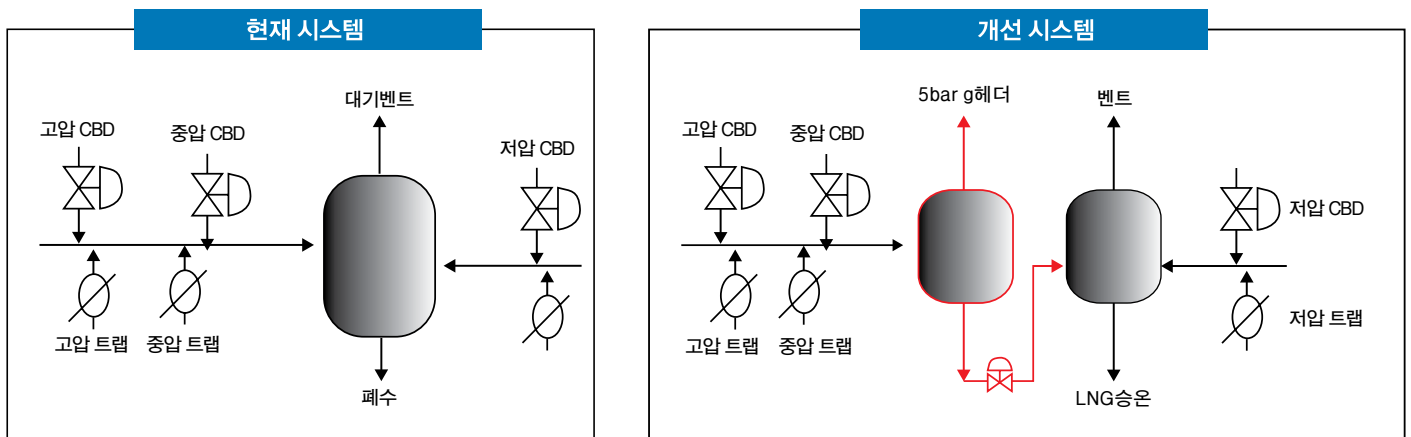 현재 시스템
대기벤트
고압 CBD
중압 CBD
저압 CBD
고압 트랩
중압 트랩
폐수
개선 시스템
5bar g헤더
벤트
고압 CBD
중압 CBD
저압 CBD
고압 트랩
중압 트랩
저압 트랩
LNG승온